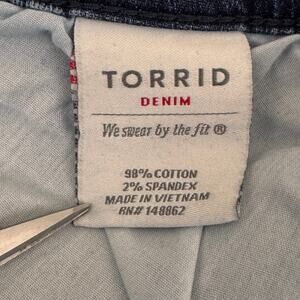 TORRID
DENIM
We swear by the fit ®
98% COTTON
2% SPANDEX
MADE IN VIETNAM
RN# 148862